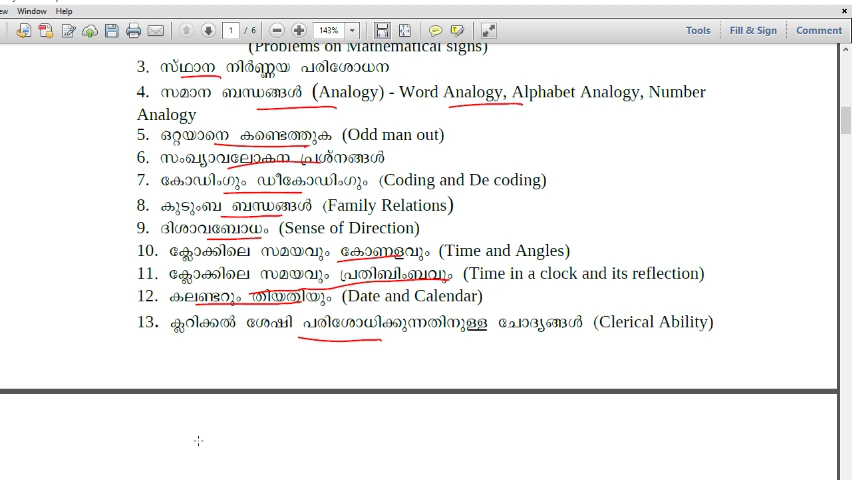 Window Help
1 / 6 143% Tools Fill & Sign Comment
(Problems on Mathematical signs)
3. സ്ഥാന നിർണ്ണയ പരിശോധന
4. സമാന ബന്ധങ്ങൾ (Analogy) - Word Analogy, Alphabet Analogy, Number
Analogy
5. ഒറ്റയാനെ കണ്ടെത്തുക (Odd man out)
6. സംഖ്യാവലോകന പ്രശ്നങ്ങൾ
7. കോഡിംഗും ഡീകോഡിംഗും (Coding and De coding)
8. കുടുംബ ബന്ധങ്ങൾ (Family Relations)
9. ദിശാവബോധം (Sense of Direction)
10. ക്ലോക്കിലെ സമയവും കോണളവും (Time and Angles)
11. ക്ലോക്കിലെ സമയവും പ്രതിബിംബവും (Time in a clock and its reflection)
12. കലണ്ടറും തിയതിയും (Date and Calendar)
13. ക്ലറിക്കൽ ശേഷി പരിശോധിക്കുന്നതിനുള്ള ചോദ്യങ്ങൾ (Clerical Ability)